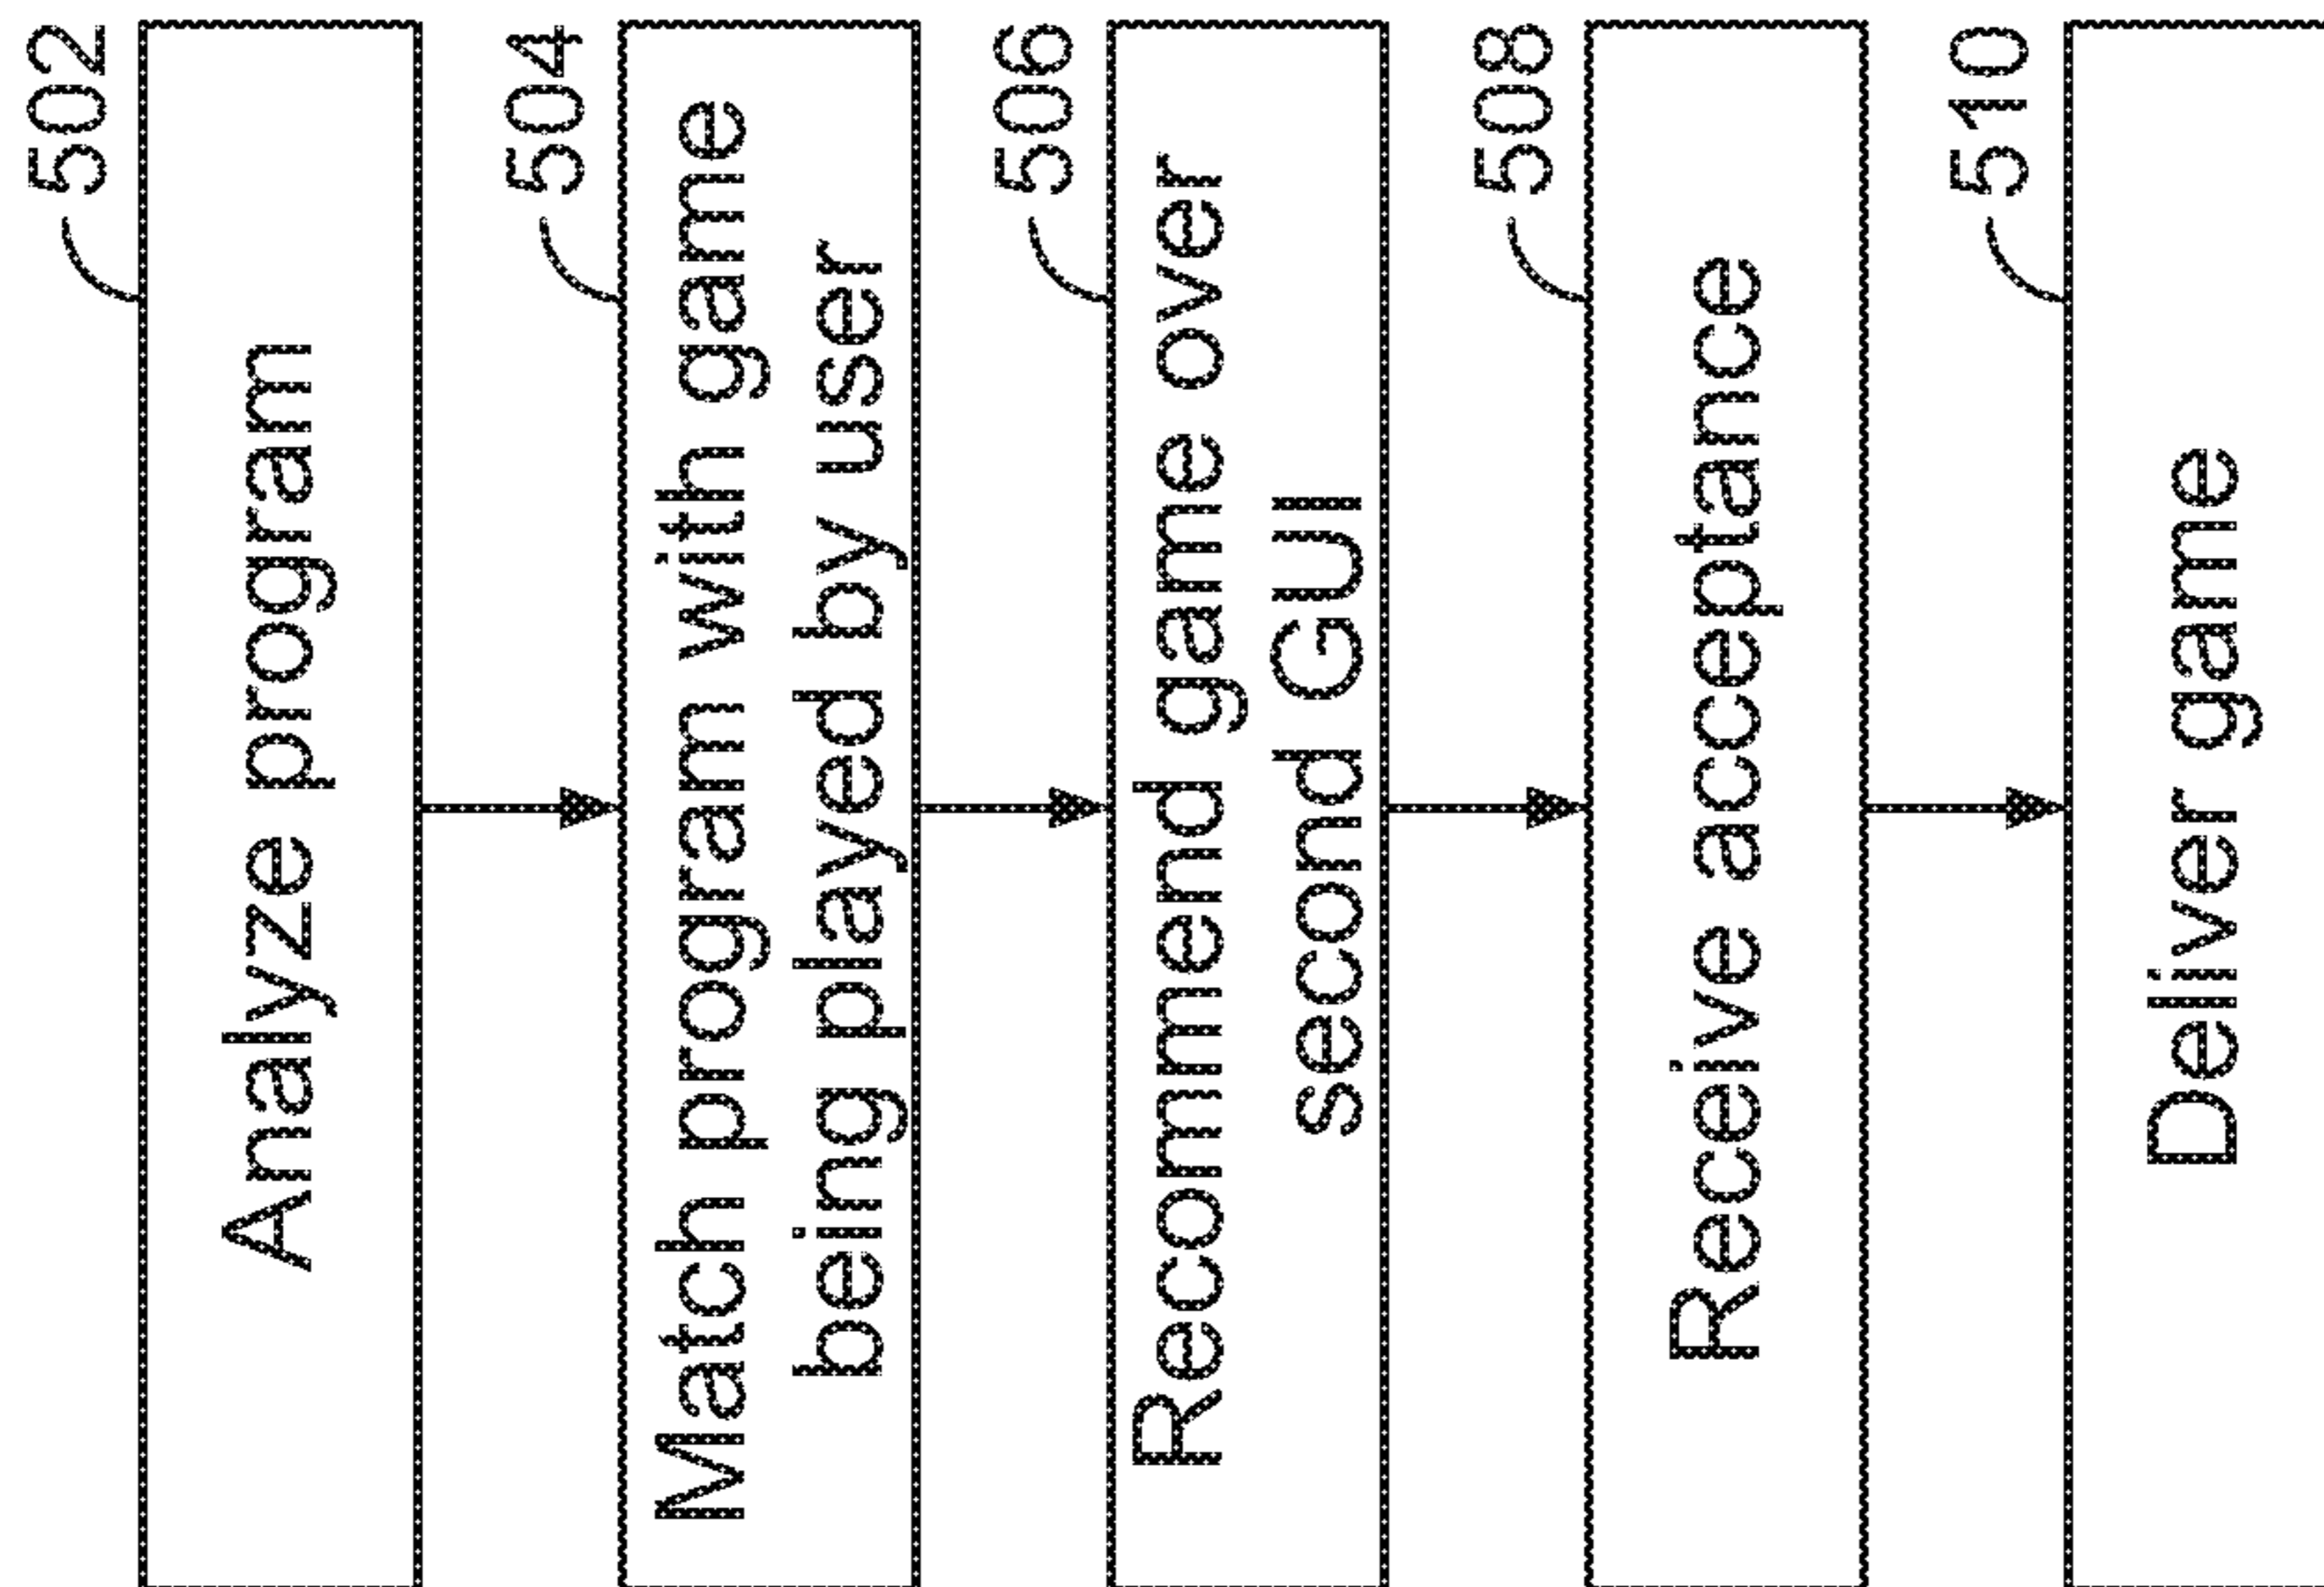 502
Analyze program
504
Match program with game
being played by user
506
Recommend game over
second GUI
508
Receive acceptance
510
Deliver game